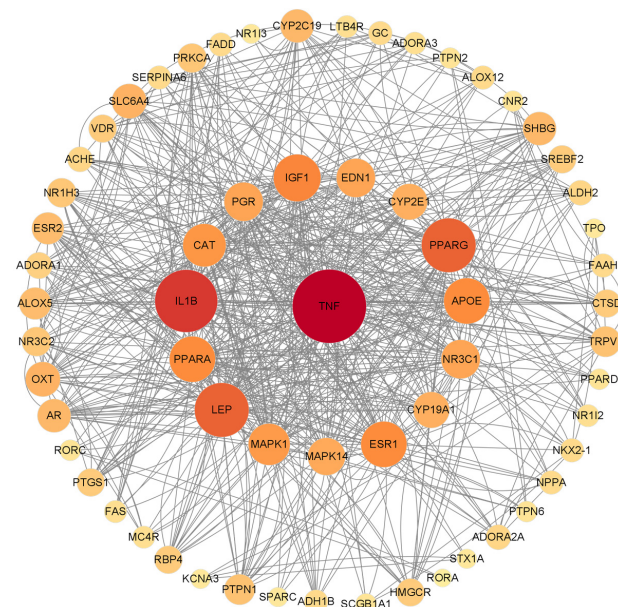 CYP2C19
LTB4R
GC
ADORA3
PTPN2
ALOX12
CNR2
SHBG
SREBF2
ALDH2
TPO
FAAH
CTSD
TRPV
PPARD
NR1I2
NKX2-1
NPPA
PTPN6
ADORA2A
STX1A
RORA
HMGCR
SCGB1A1
ADH1B
SPARC
PTPN1
KCNA3
RBP4
MC4R
FAS
PTGS1
RORC
AR
OXT
NR3C2
ALOX5
ADORA1
ESR2
NR1H3
ACHE
VDR
SLC6A4
SERPINA6
PRKCA
FADD
NR1I3
IGF1
EDN1
CYP2E1
PPARG
APOE
NR3C1
CYP19A1
ESR1
MAPK14
MAPK1
LEP
PPARA
IL1B
CAT
PGR
TNF